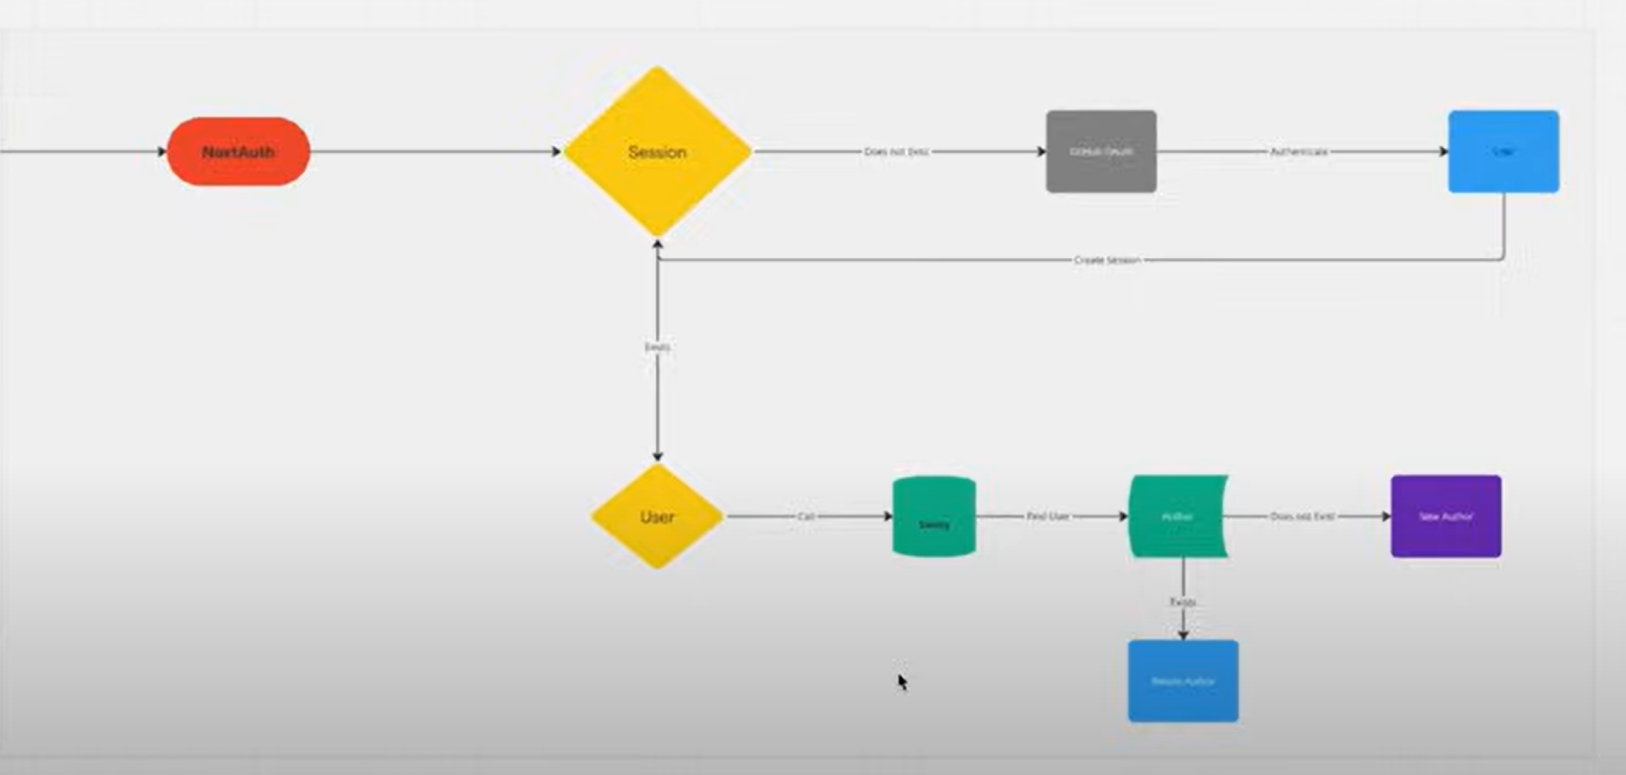 NextAuth
Session
Does not Exist
GitHub OAuth
Authenticate
User
Create Session
Exists
User
Call
Sanity
Find User
Author
Does not Exist
New Author
Exists
Return Author